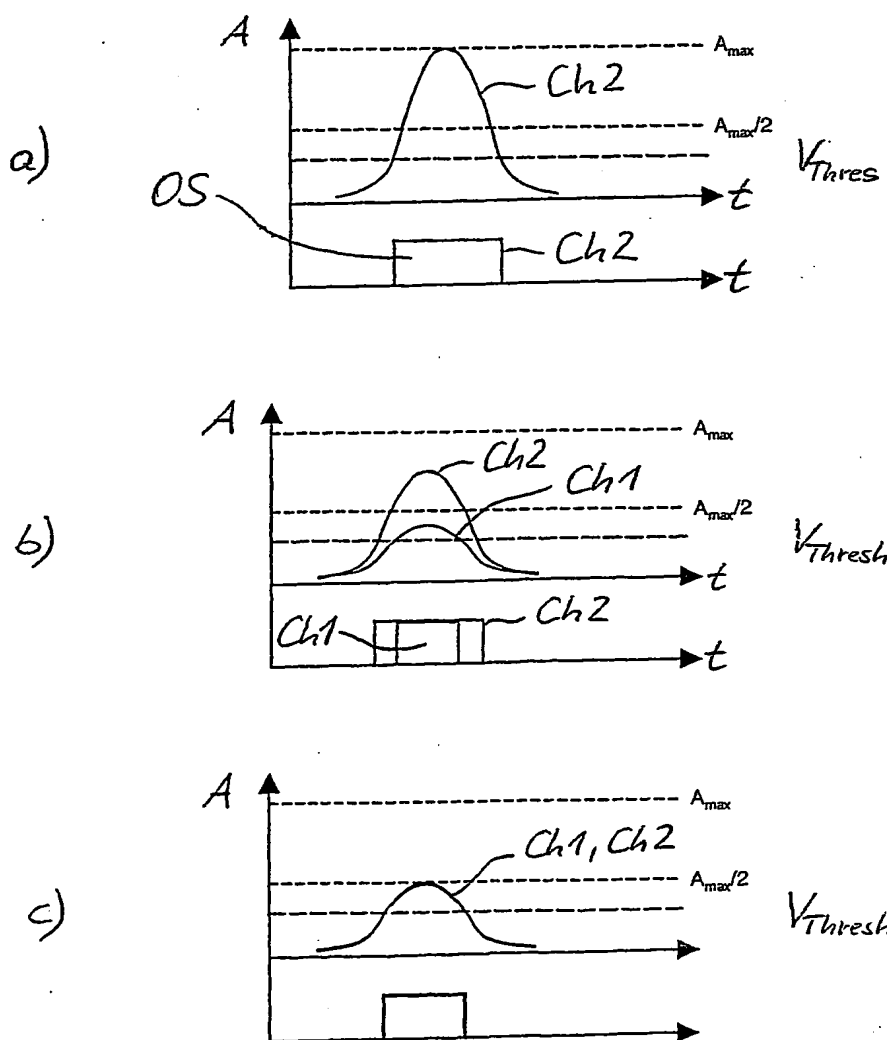 A
Amax
Ch2
a)
Amax/2
VThres
OS
t
Ch2
t
A
Amax
Ch2
Ch1
b)
Amax/2
VThresh
t
Ch1
Ch2
t
A
Amax
Ch1, Ch2
c)
Amax/2
VThresh